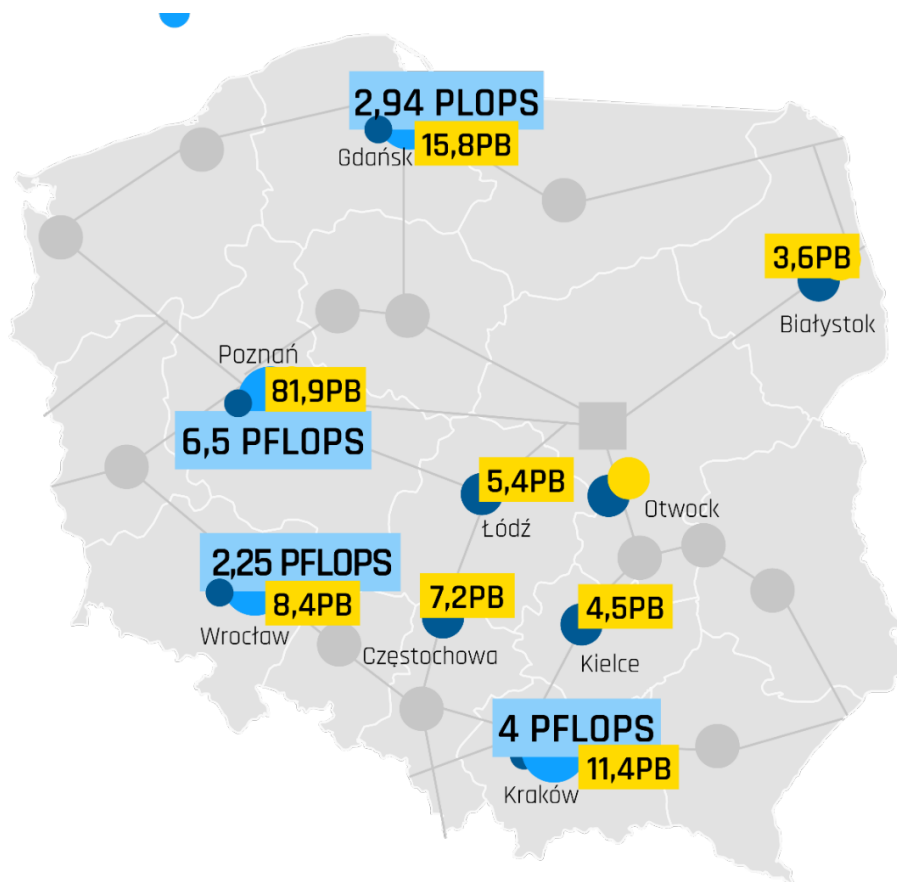 2,94 PLOPS
15,8PB
Gdańsk
3,6PB
Białystok
Poznań
81,9PB
6,5 PFLOPS
5,4PB
Łódź
Otwock
2,25 PFLOPS
8,4PB
Wrocław
7,2PB
Częstochowa
4,5PB
Kielce
4 PFLOPS
11,4PB
Kraków